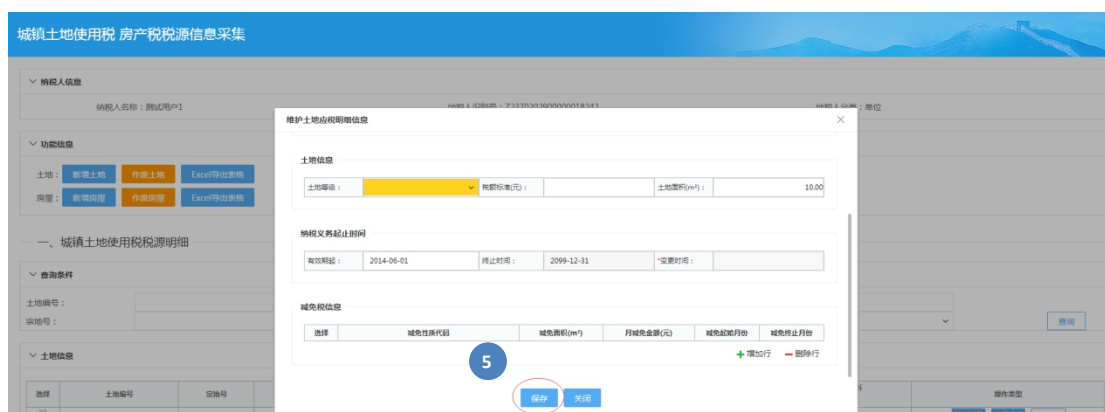 城镇土地使用税 房产税税源信息采集
纳税人信息
纳税人名称：测试用户1
单位
维护土地应税明细信息
功能信息
土地： 新增土地 作废土地 Excel导出表格
房屋： 新增房屋 作废房屋 Excel导出表格
土地信息
土地等级： 税额标准(元)： 土地面积(m²)： 10.00
一、城镇土地使用税税源明细
纳税义务起止时间
有效期起： 2014-06-01 终止时间： 2099-12-31 *变更时间：
查询条件
土地编号：
宗地号： 查询
减免税信息
选择 减免性质代码 减免面积(m²) 月减免金额(元) 减免起始月份 减免终止月份
增加行 删除行
土地信息
5
选择 土地编号 宗地号 操作类型
保存 关闭